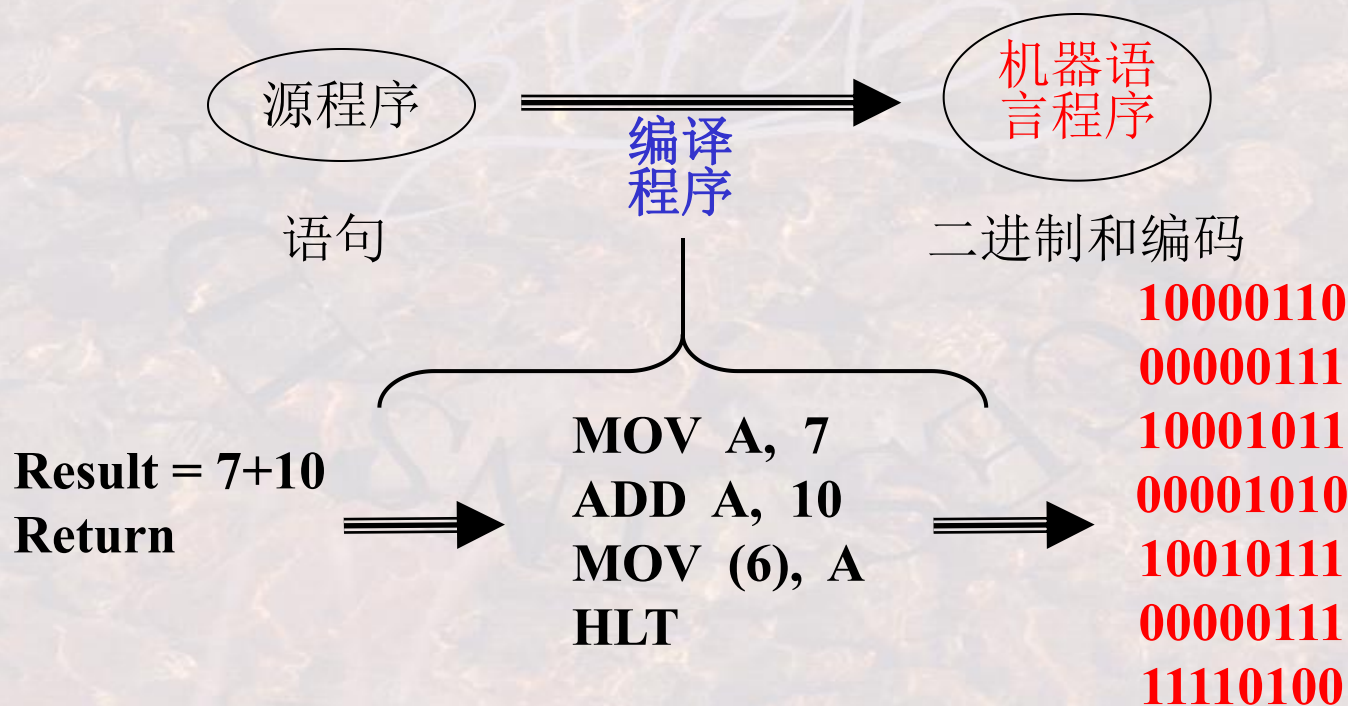 源程序
编译
程序
机器语
言程序
语句
二进制和编码
Result = 7+10
Return
MOV A, 7
ADD A, 10
MOV (6), A
HLT
10000110
00000111
10001011
00001010
10010111
00000111
11110100